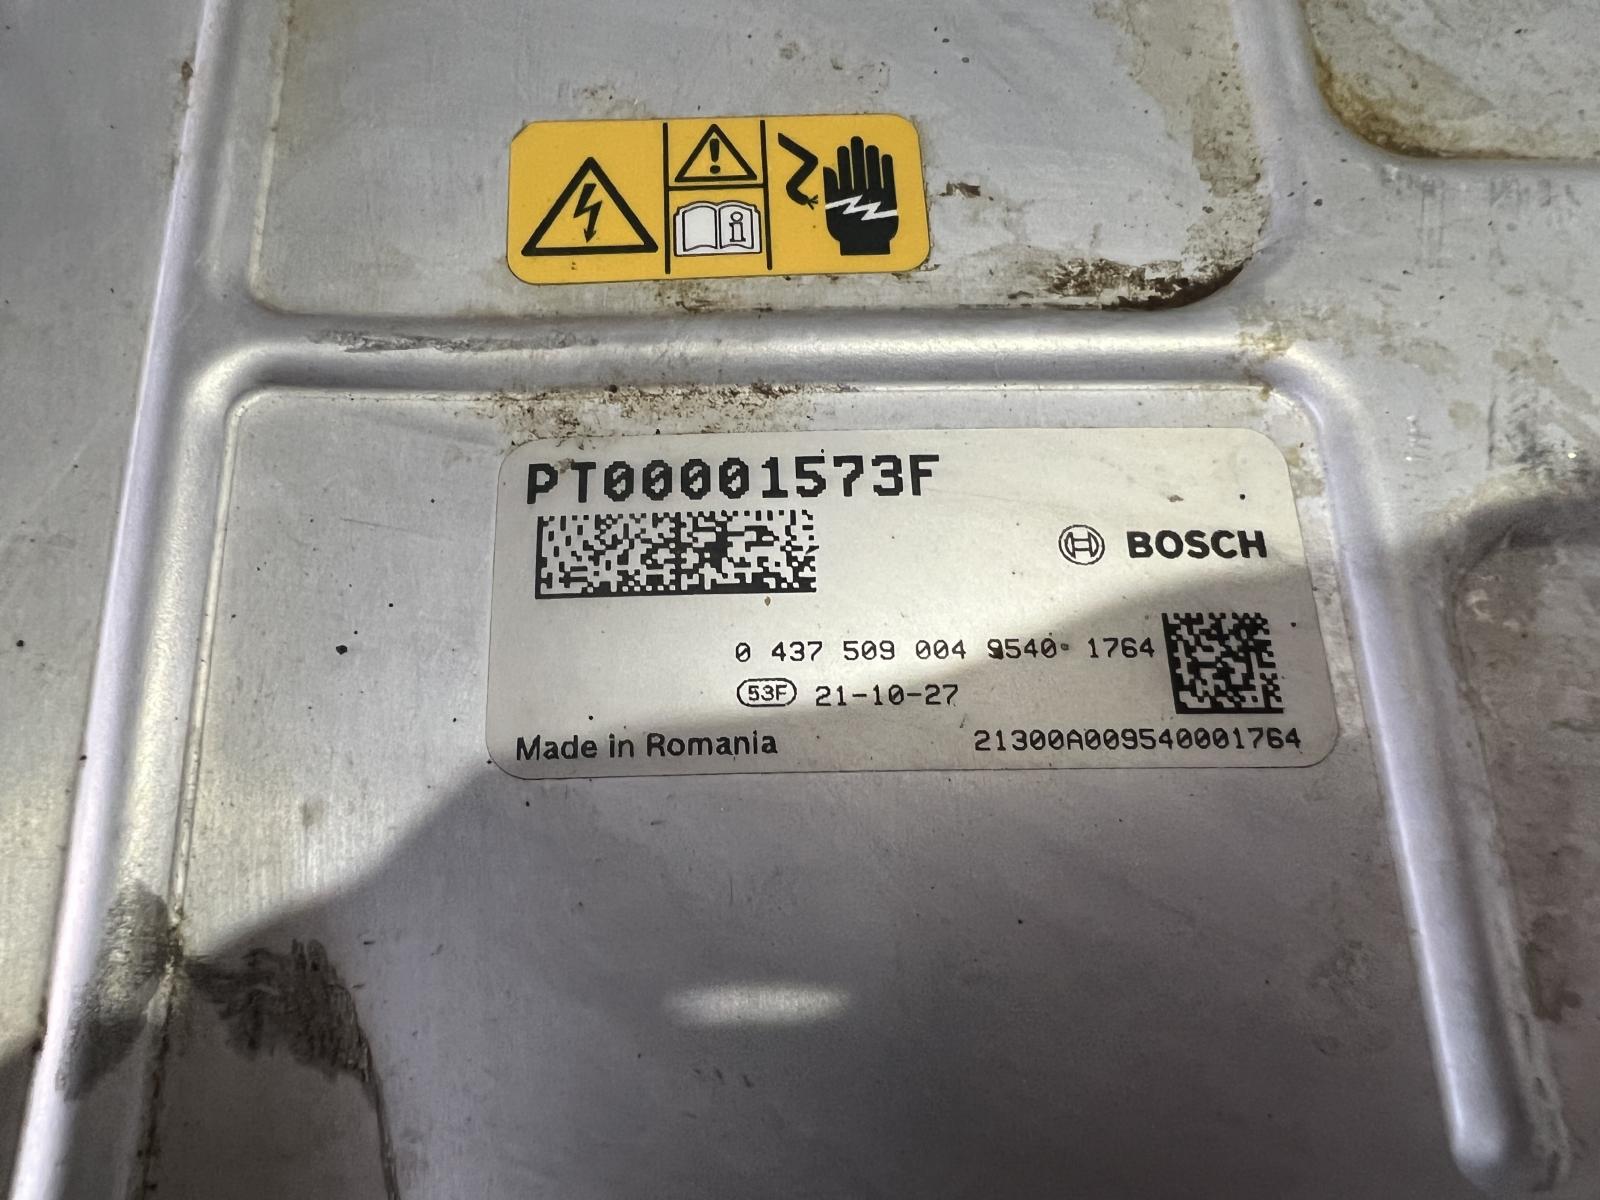 PT00001573F
BOSCH
0 437 509 004 9540 1764
53F 21-10-27
Made in Romania
21300A009540001764